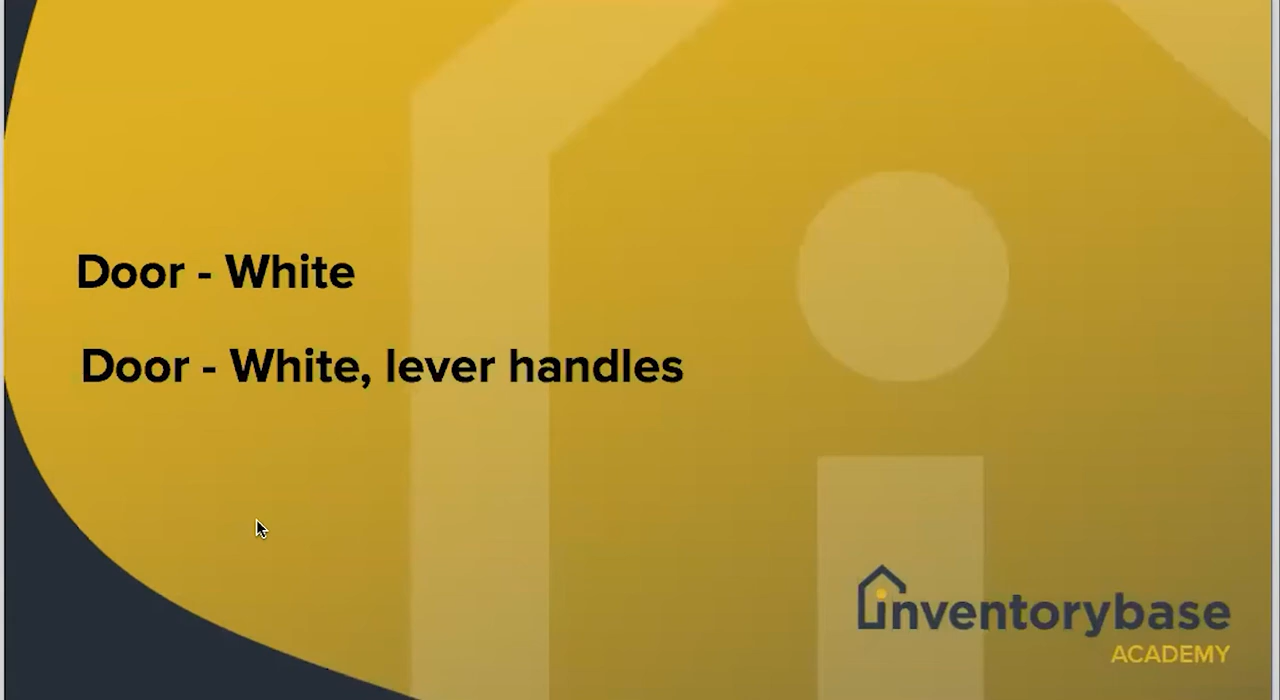 Door - White
Door - White, lever handles
inventorybase
ACADEMY